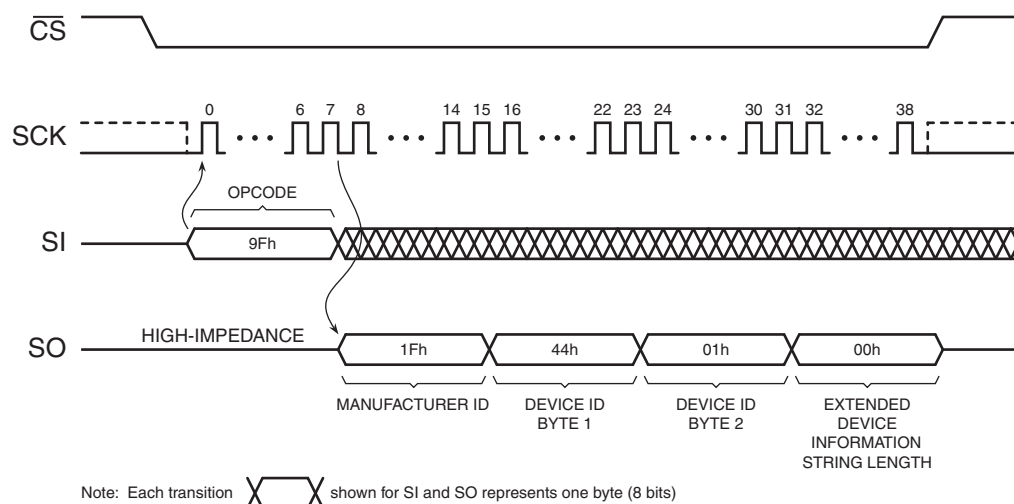 CS
SCK
0 6 7 8 14 15 16 22 23 24 30 31 32 38
OPCODE
SI
9Fh
HIGH-IMPEDANCE
SO
1Fh 44h 01h 00h
MANUFACTURER ID
DEVICE ID
BYTE 1
DEVICE ID
BYTE 2
EXTENDED
DEVICE
INFORMATION
STRING LENGTH
Note: Each transition shown for SI and SO represents one byte (8 bits)